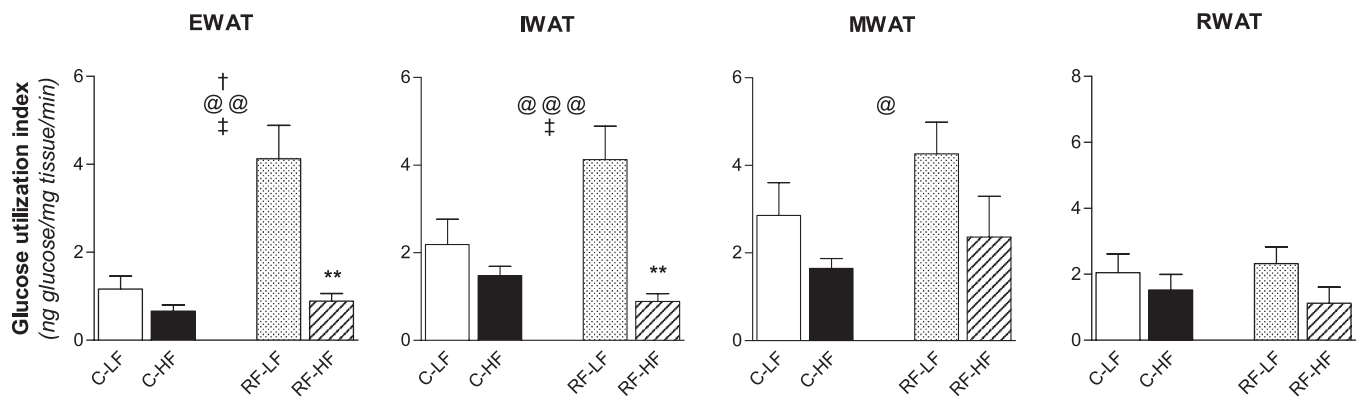 EWAT
IWAT
MWAT
RWAT
Glucose utilization index
(ng glucose/mg tissue/min)
6
4
2
0
†
@ @
‡
**
C-LF
C-HF
RF-LF
RF-HF
6
4
2
0
@ @ @
‡
**
C-LF
C-HF
RF-LF
RF-HF
6
4
2
0
@
C-LF
C-HF
RF-LF
RF-HF
8
6
4
2
0
C-LF
C-HF
RF-LF
RF-HF